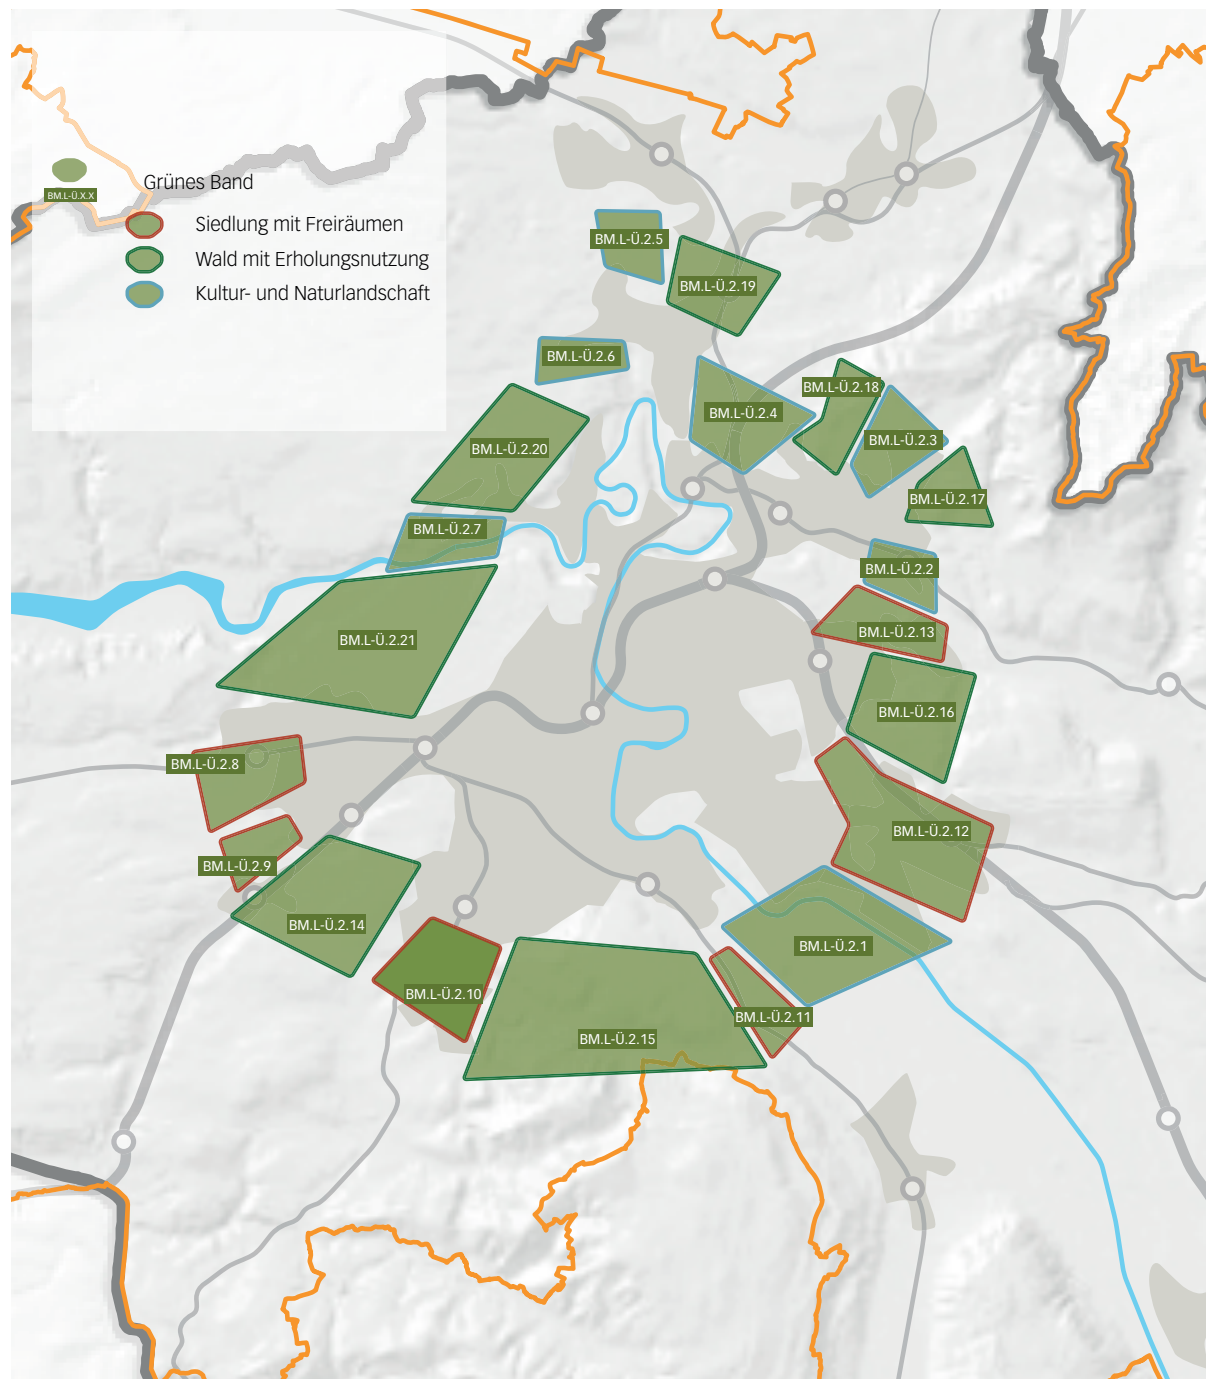 BM.L-Ü.X.X
Grünes Band
Siedlung mit Freiräumen
Wald mit Erholungsnutzung
Kultur- und Naturlandschaft
BM.L-Ü.2.5
BM.L-Ü.2.19
BM.L-Ü.2.6
BM.L-Ü.2.18
BM.L-Ü.2.4
BM.L-Ü.2.3
BM.L-Ü.2.20
BM.L-Ü.2.17
BM.L-Ü.2.7
BM.L-Ü.2.2
BM.L-Ü.2.13
BM.L-Ü.2.21
BM.L-Ü.2.16
BM.L-Ü.2.8
BM.L-Ü.2.12
BM.L-Ü.2.9
BM.L-Ü.2.14
BM.L-Ü.2.1
BM.L-Ü.2.10
BM.L-Ü.2.11
BM.L-Ü.2.15